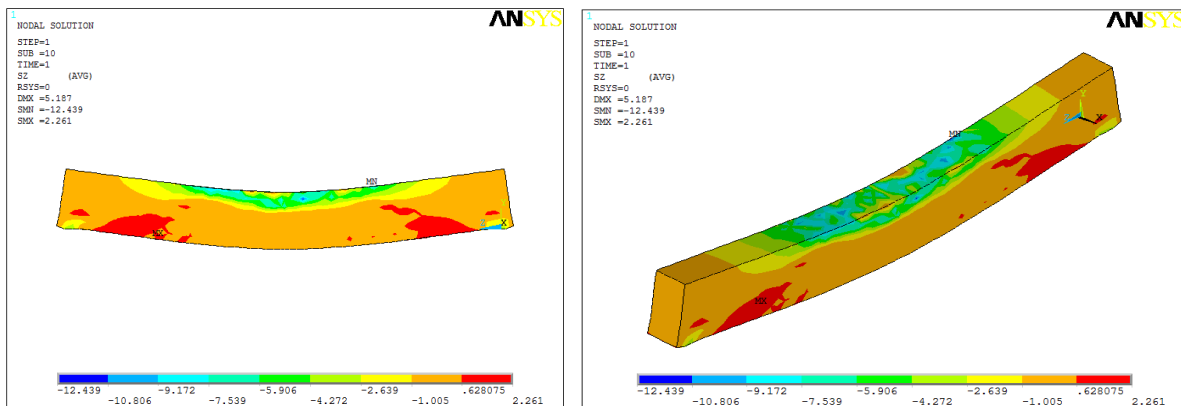 1
ANSYS
NODAL SOLUTION
STEP=1
SUB =10
TIME=1
SZ (AVG)
RSYS=0
DMX =5.187
SMN =-12.439
SMX =2.261
MN
MX
Y
Z X
-12.439 -9.172 -5.906 -2.639 .628075
-10.806 -7.539 -4.272 -1.005 2.261
1
ANSYS
NODAL SOLUTION
STEP=1
SUB =10
TIME=1
SZ (AVG)
RSYS=0
DMX =5.187
SMN =-12.439
SMX =2.261
MN
Y
Z X
MX
-12.439 -9.172 -5.906 -2.639 .628075
-10.806 -7.539 -4.272 -1.005 2.261